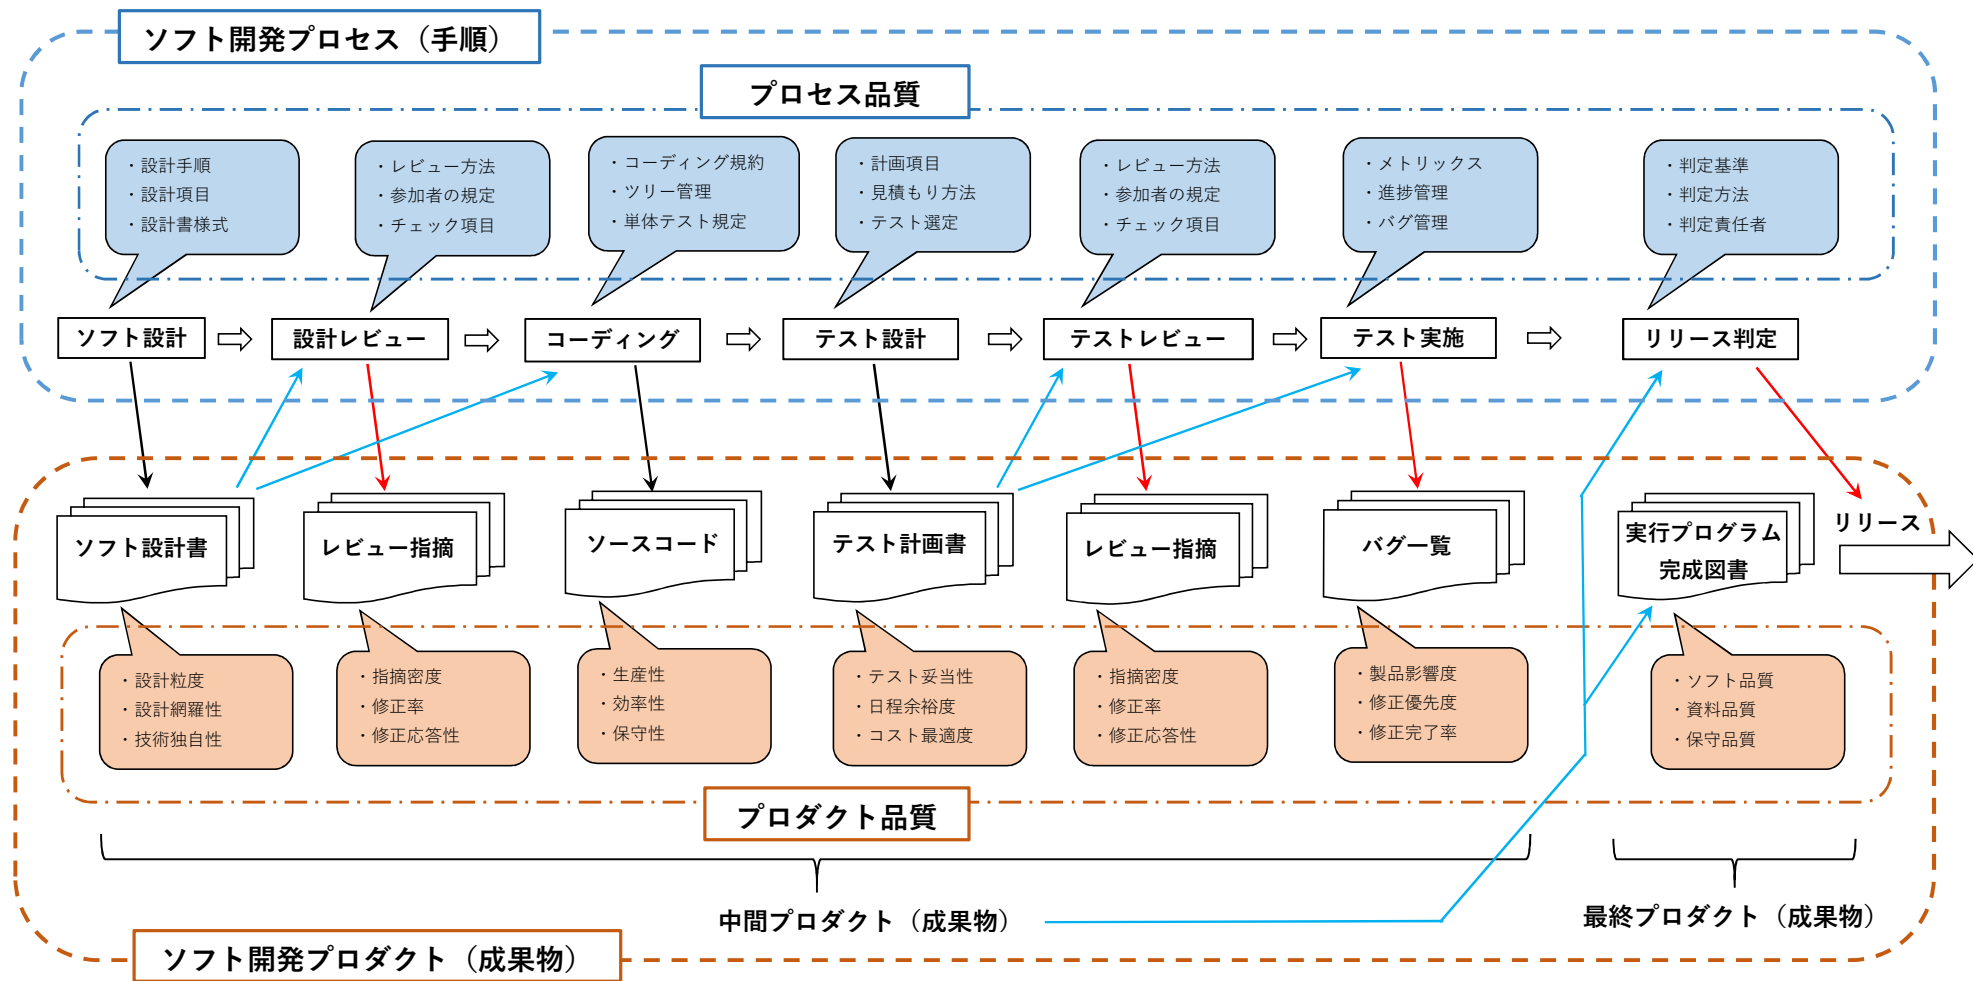 ソフト開発プロセス（手順）
プロセス品質
・設計手順
・設計項目
・設計書様式
・レビュー方法
・参加者の規定
・チェック項目
・コーディング規約
・ツリー管理
・単体テスト規定
・計画項目
・見積もり方法
・テスト選定
・レビュー方法
・参加者の規定
・チェック項目
・メトリックス
・進捗管理
・バグ管理
・判定基準
・判定方法
・判定責任者
ソフト設計
設計レビュー
コーディング
テスト設計
テストレビュー
テスト実施
リリース判定
ソフト設計書
レビュー指摘
ソースコード
テスト計画書
レビュー指摘
バグ一覧
実行プログラム
完成図書
リリース
・設計粒度
・設計網羅性
・技術独自性
・指摘密度
・修正率
・修正応答性
・生産性
・効率性
・保守性
・テスト妥当性
・日程余裕度
・コスト最適度
・指摘密度
・修正率
・修正応答性
・製品影響度
・修正優先度
・修正完了率
・ソフト品質
・資料品質
・保守品質
プロダクト品質
中間プロダクト（成果物）
最終プロダクト（成果物）
ソフト開発プロダクト（成果物）